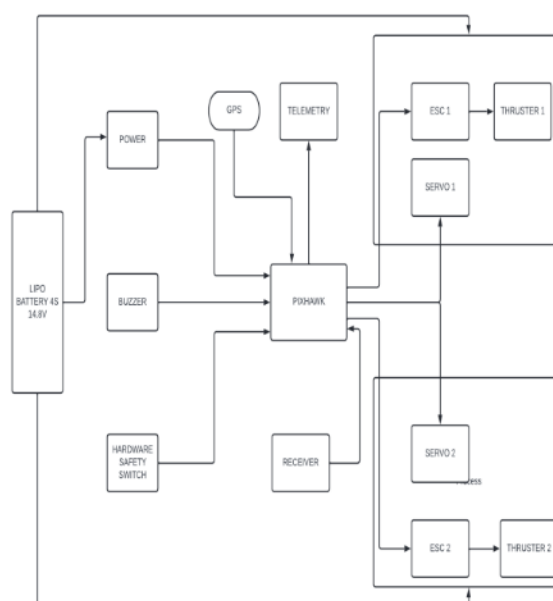 GPS
TELEMETRY
ESC 1
THRUSTER 1
POWER
SERVO 1
LIPO
BATTERY 4S
14.8V
BUZZER
PIXHAWK
HARDWARE
SAFETY
SWITCH
RECEIVER
SERVO 2
ESC 2
THRUSTER 2